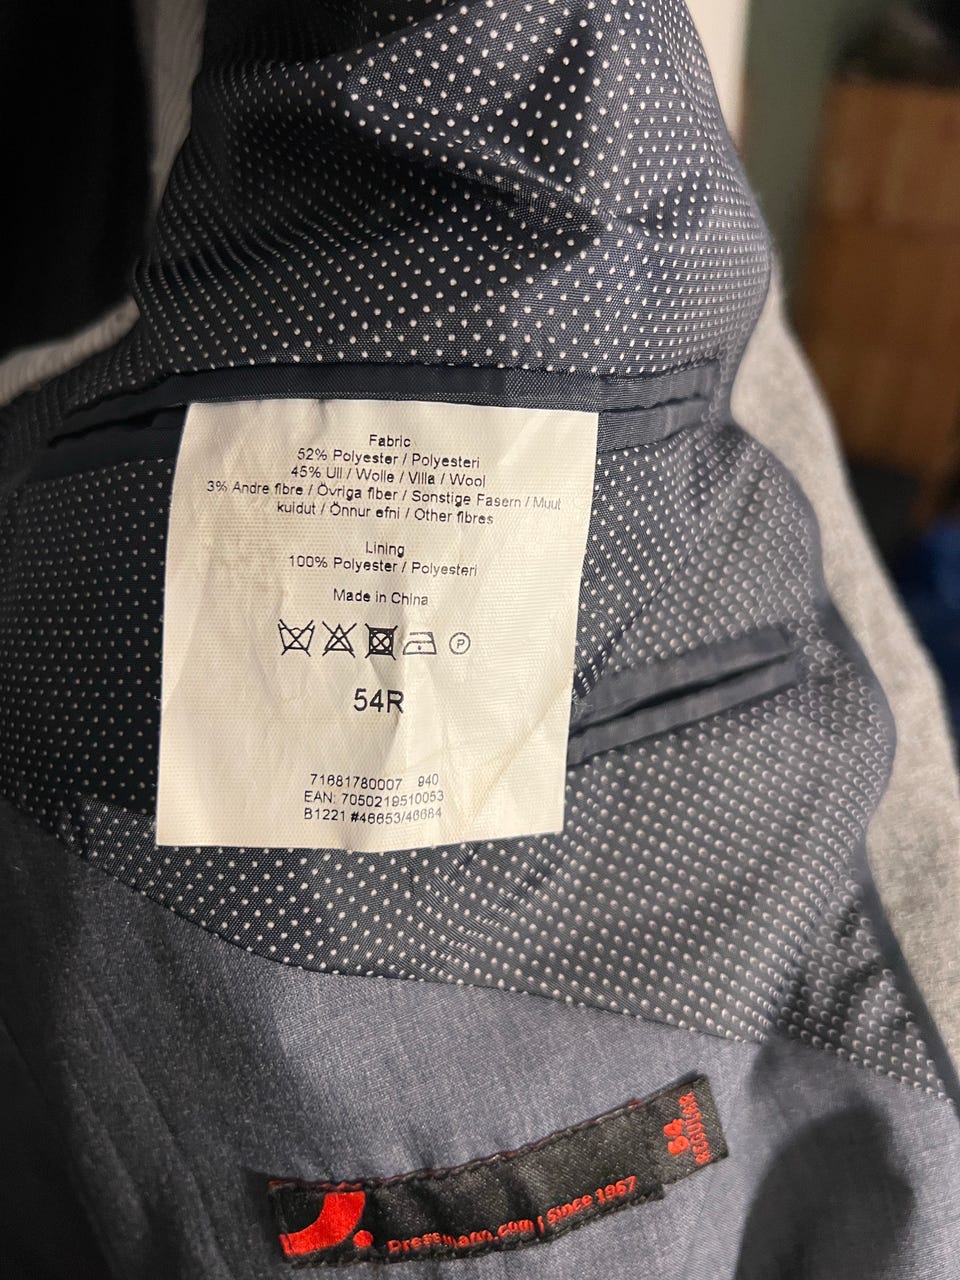 Fabric
52% Polyester / Polyesteri
45% Ull / Wolle / Villa / Wool
3% Andre fibre / Övriga fiber / Sonstige Fasern / Muut
kuidut / Önnur efni / Other fibres
Lining
100% Polyester / Polyesteri
Made in China
P
54R
71681780007 940
EAN: 7050219510053
B1221 #46653/46684
Dressmann.com | since 1967
54
REGULAR